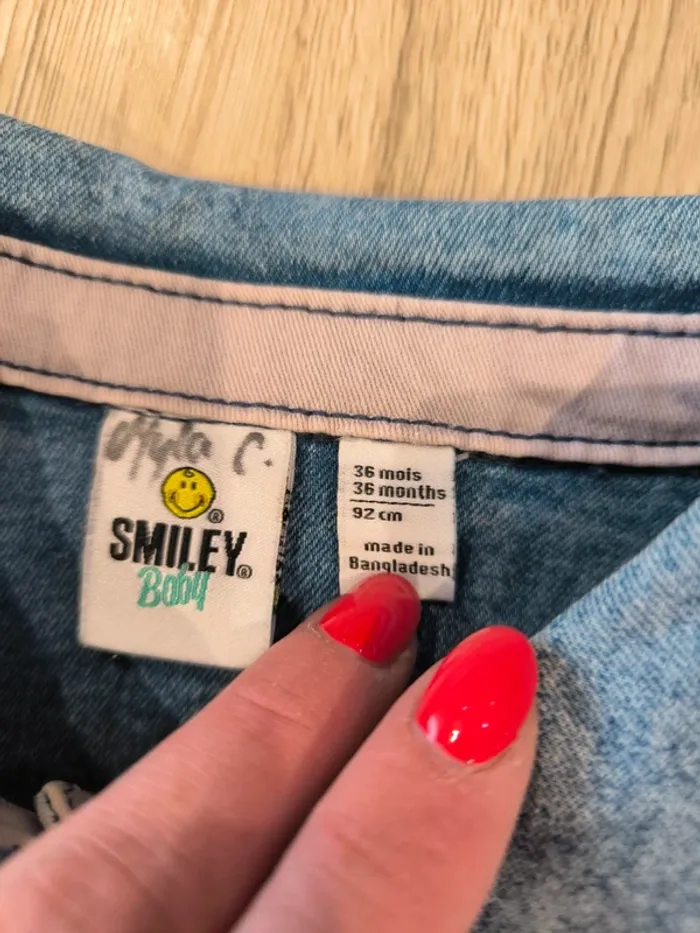 C.
SMILEY®
Baby
36 mois
36 months
92 cm
made in
Bangladesh